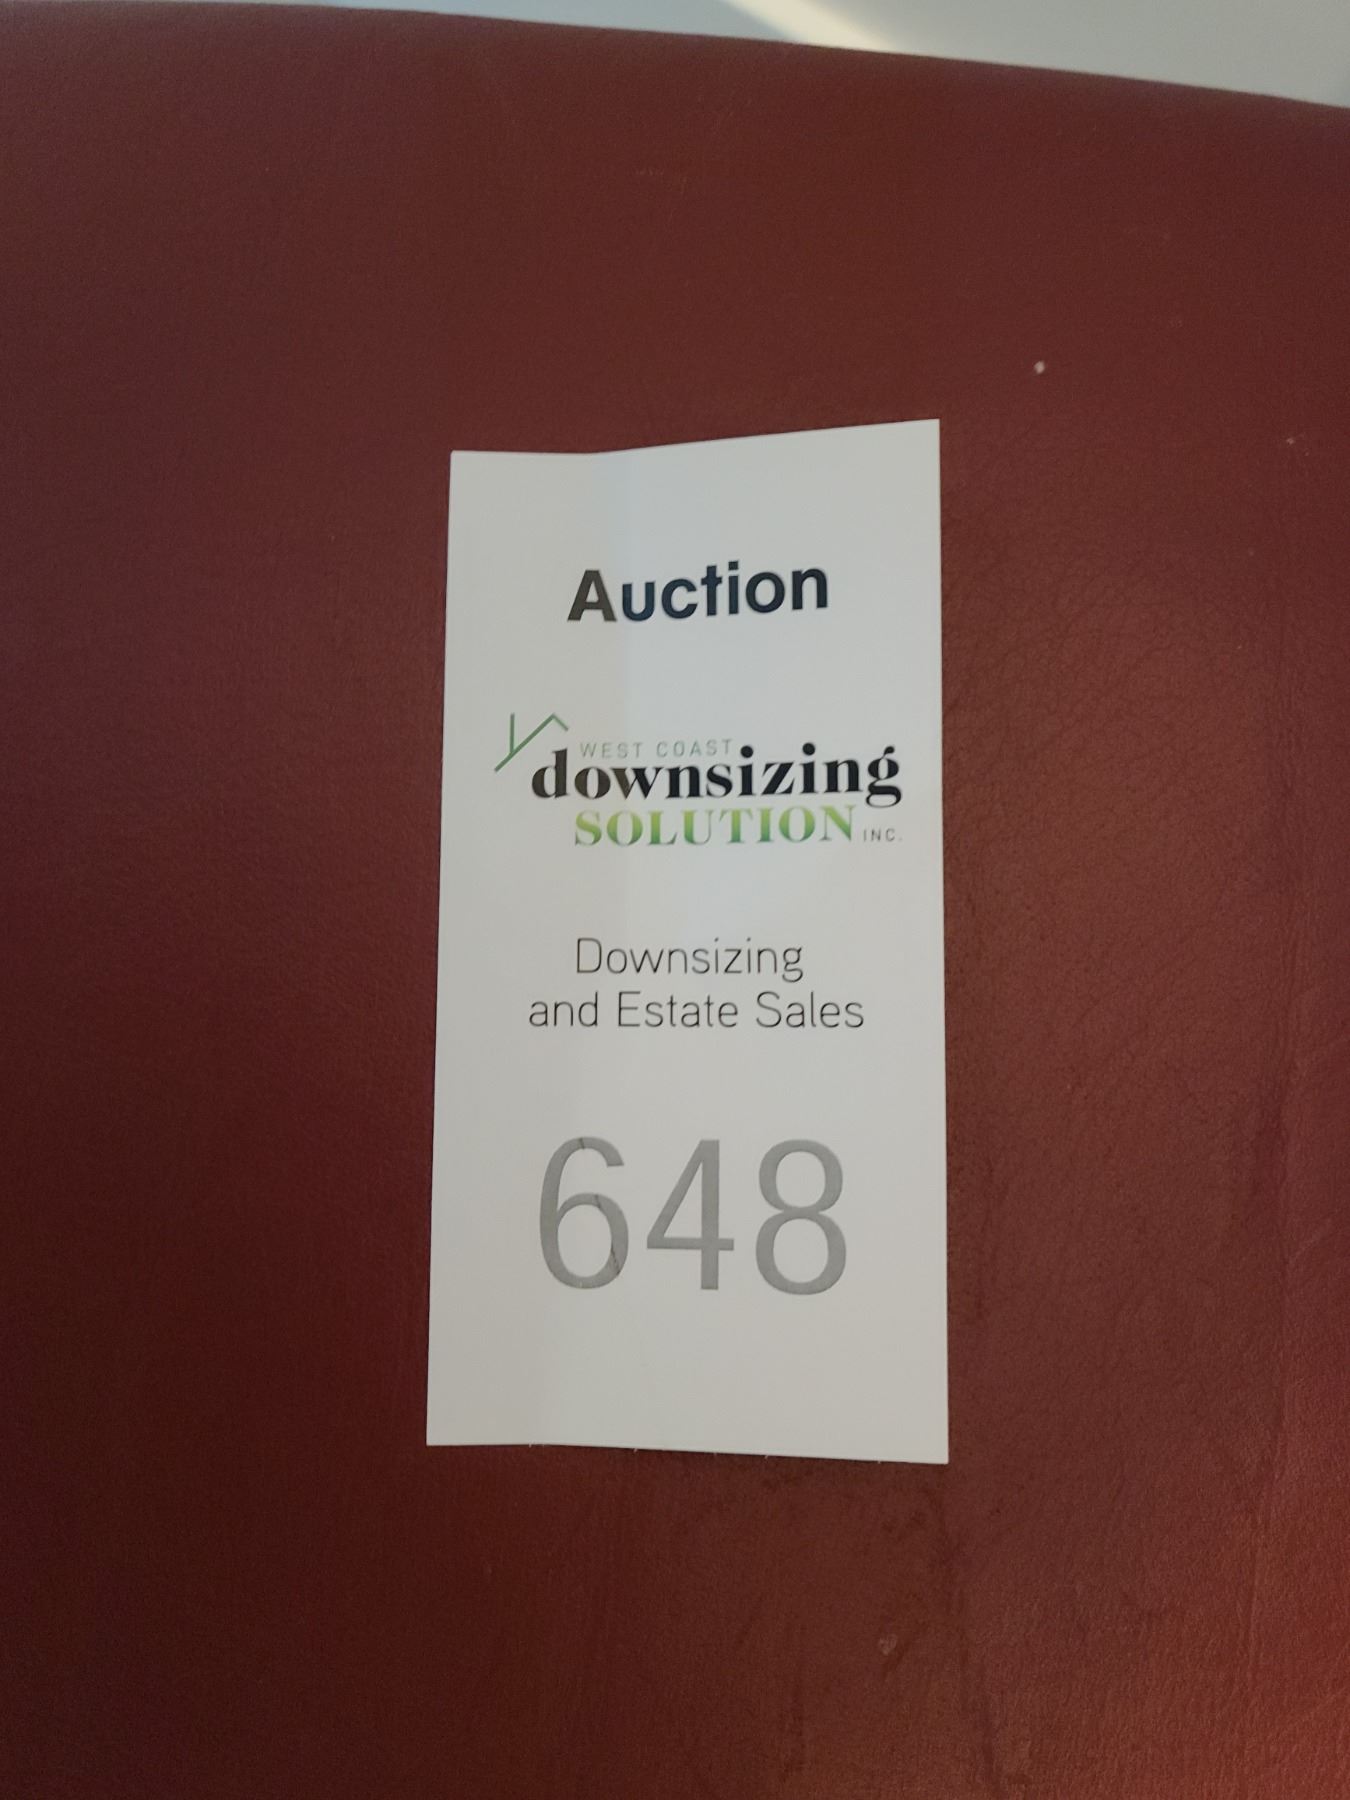 Auction
WEST COAST
downsizing
SOLUTION INC.
Downsizing
and Estate Sales
648